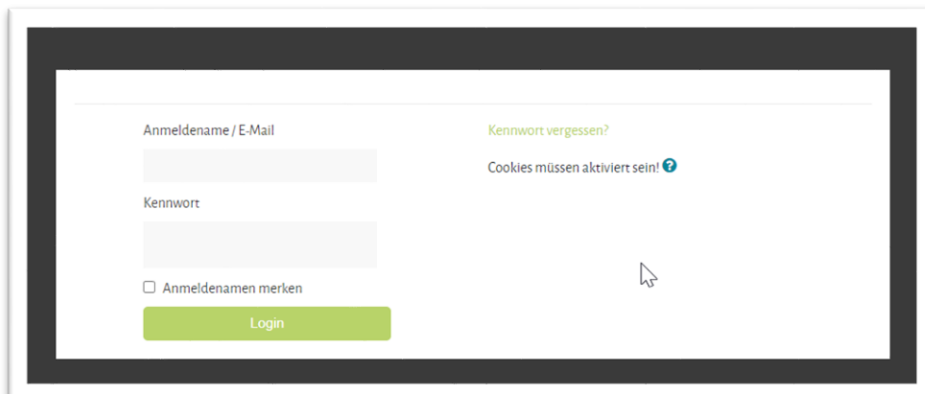 Anmeldename / E-Mail
Kennwort
Anmeldenamen merken
Login
Kennwort vergessen?
Cookies müssen aktiviert sein!